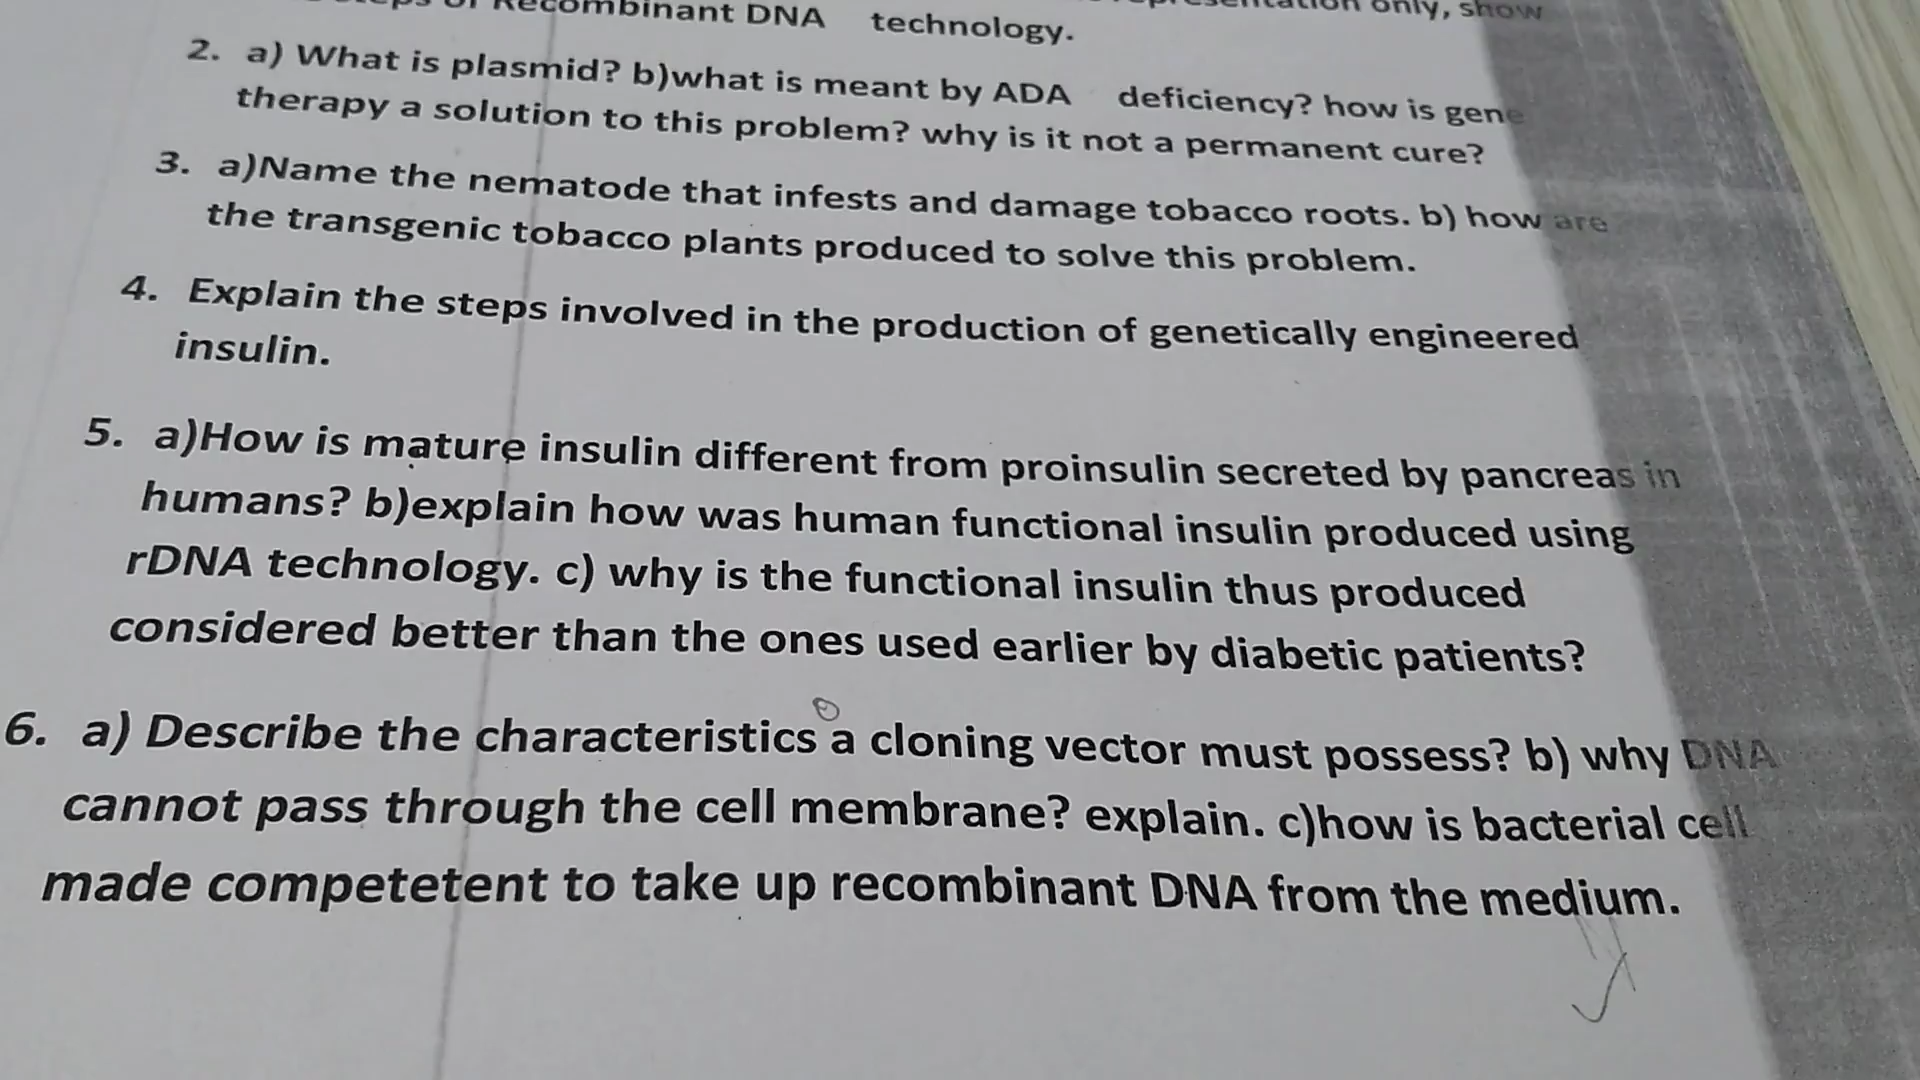 Recombinant DNA technology. only, show
2. a) What is plasmid? b)what is meant by ADA deficiency? how is gene
therapy a solution to this problem? why is it not a permanent cure?
3. a)Name the nematode that infests and damage tobacco roots. b) how are
the transgenic tobacco plants produced to solve this problem.
4. Explain the steps involved in the production of genetically engineered
insulin.
5. a)How is mature insulin different from proinsulin secreted by pancreas in
humans? b)explain how was human functional insulin produced using
rDNA technology. c) why is the functional insulin thus produced
considered better than the ones used earlier by diabetic patients?
6. a) Describe the characteristics a cloning vector must possess? b) why DNA
cannot pass through the cell membrane? explain. c)how is bacterial cell
made competetent to take up recombinant DNA from the medium.